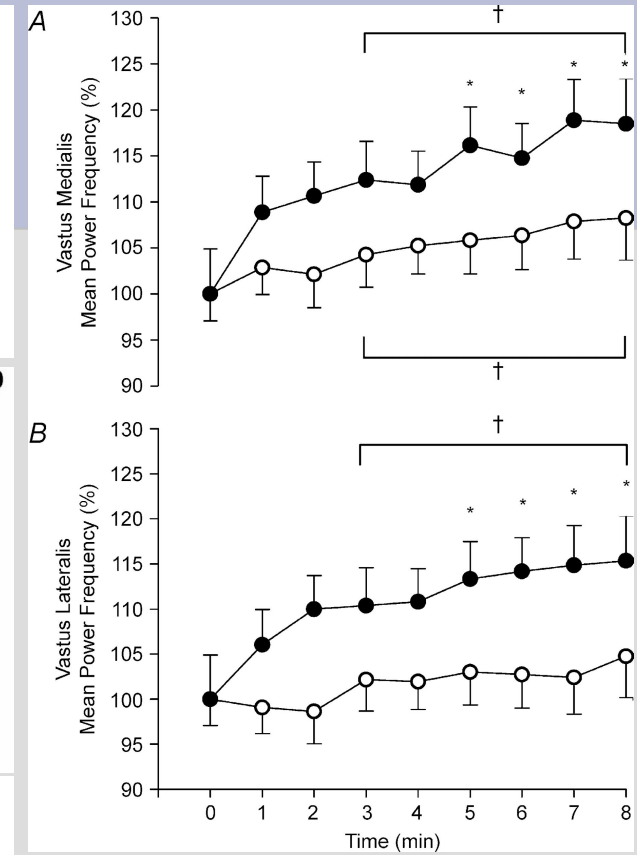 A
†
130
125
120
115
110
105
100
95
90
* * * *
Vastus Medialis
Mean Power Frequency (%)
†
B
†
130
125
120
115
110
105
100
95
90
* * * *
Vastus Lateralis
Mean Power Frequency (%)
0 1 2 3 4 5 6 7 8
Time (min)